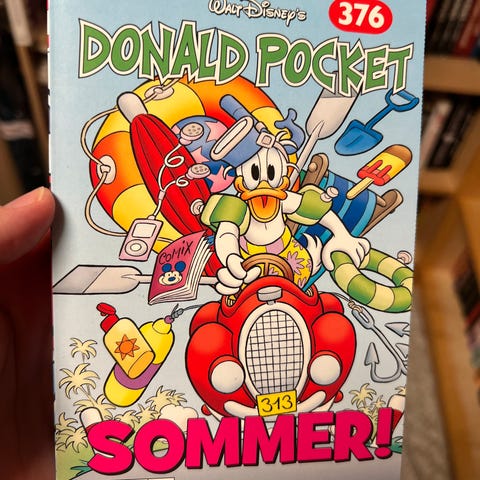 Walt Disney's
376
DONALD POCKET
COMIX
313
SOMMER!